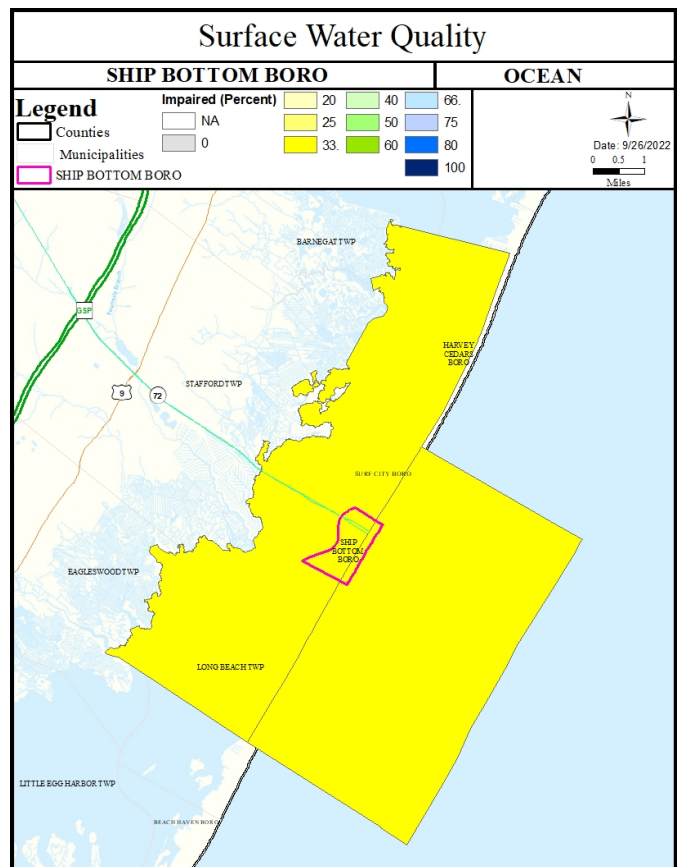 Surface Water Quality
SHIP BOTTOM BORO
OCEAN
Legend
Counties
Municipalities
SHIP BOTTOM BORO
Impaired (Percent)
NA
0
20
25
33.
40
50
60
66.
75
80
100
N
Date: 9/26/2022
0 0.5 1
Miles
BARNEGAT TWP
GSP
HARVEY
CEDARS
BORO
STAFFORD TWP
9
72
SURF CITY BORO
SHIP
BOTTOM
BORO
EAGLESWOOD TWP
LONG BEACH TWP
LITTLE EGG HARBOR TWP
BEACH HAVEN BORO